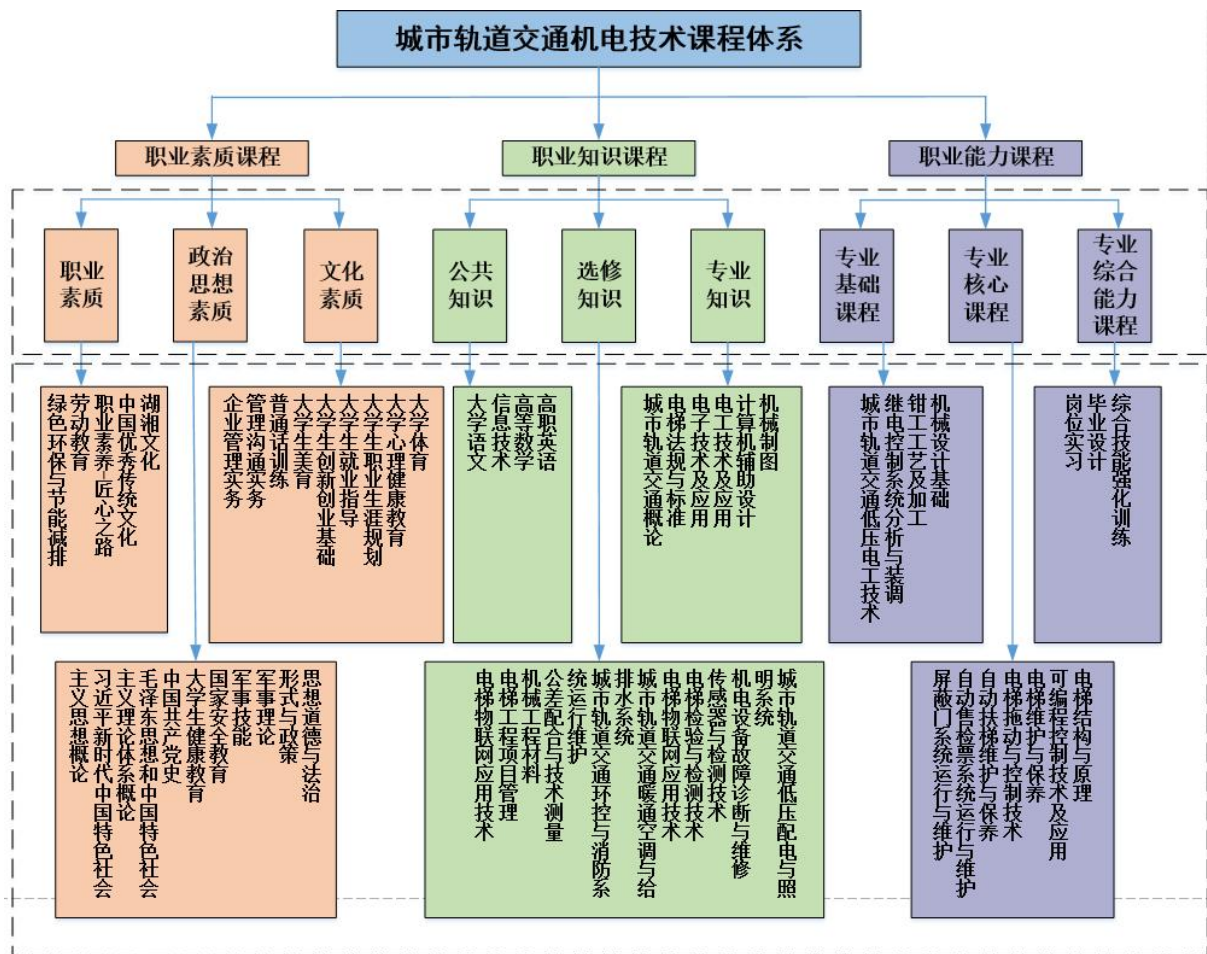 城市轨道交通机电技术课程体系
职业素质课程
职业知识课程
职业能力课程
职业
素质
政治
思想
素质
文化
素质
公共
知识
选修
知识
专业
知识
专业
基础
课程
专业
核心
课程
专业
综合
能力
课程
湖湘文化
中国优秀传统文化
职业素养–匠心之路
劳动教育
绿色环保与节能减排
大学体育
大学心理健康教育
大学生职业生涯规划
大学生就业指导
大学生创新创业基础
大学生美育
普通话训练
管理沟通实务
企业管理实务
高职英语
高等数学
信息技术
大学语文
机械制图
计算机辅助设计
电工技术及应用
电子技术及应用
电梯法规与标准
城市轨道交通概论
机械设计基础
钳工工艺及加工
继电控制系统分析与装调
城市轨道交通低压电工技术
综合技能强化训练
毕业设计
岗位实习
思想道德与法治
形式与政策
军事理论
军事技能
国家安全教育
大学生健康教育
中国共产党史
毛泽东思想和中国特色社会
主义理论体系概论
习近平新时代中国特色社会
主义思想概论
城市轨道交通低压配电与照
明系统
机电设备故障诊断与维修
传感器与检测技术
电梯检验与检测技术
电梯物联网应用技术
城市轨道交通暖通空调与给
排水系统
城市轨道交通环控与消防系
统运行维护
公差配合与技术测量
机械工程材料
电梯工程项目管理
电梯物联网应用技术
电梯结构与原理
可编程控制技术及应用
电梯维护与保养
电梯拖动与控制技术
自动扶梯维护与保养
自动售检票系统运行与维护
屏蔽门系统运行与维护